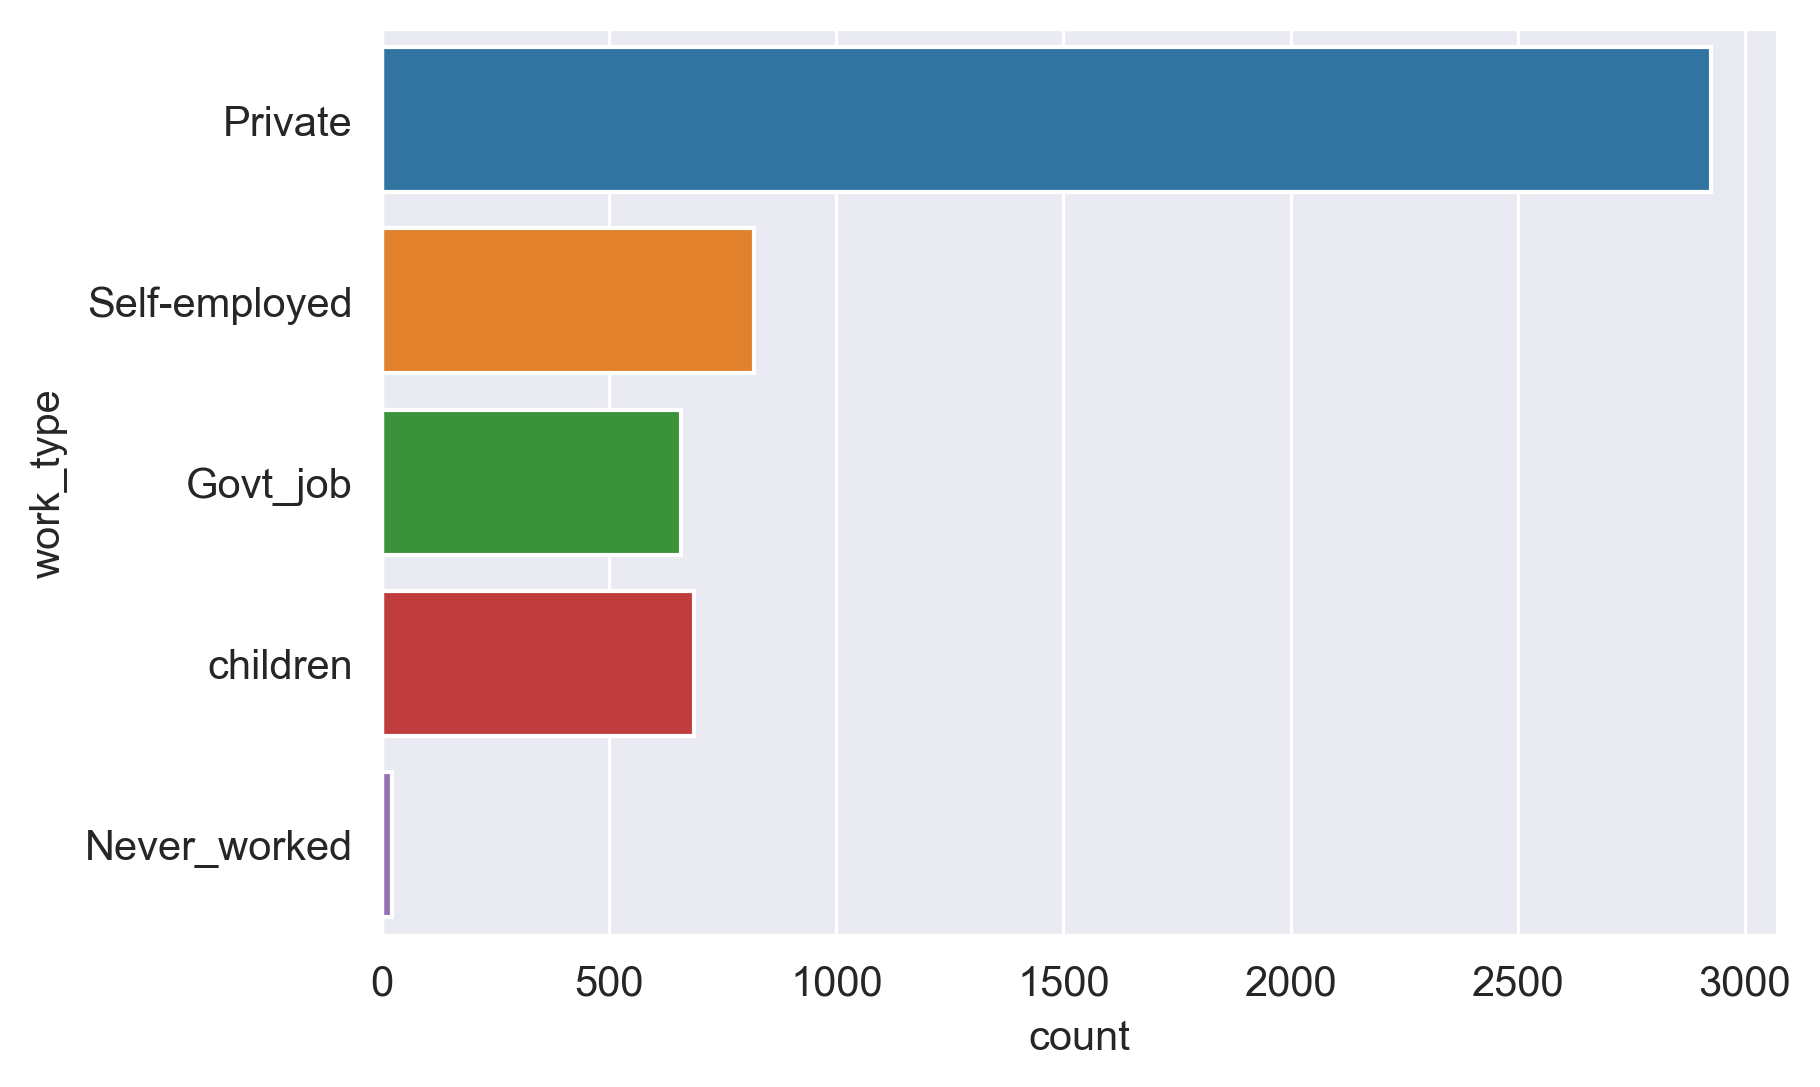 Private
Self-employed
Govt_job
children
Never_worked
work_type
0 500 1000 1500 2000 2500 3000
count